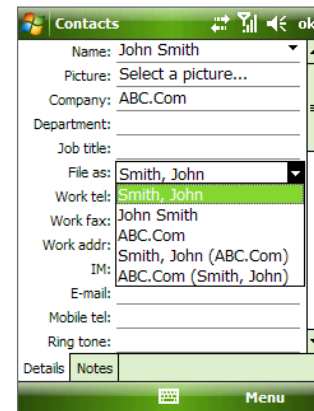 Contacts ok
Name: John Smith
Picture: Select a picture...
Company: ABC.Com
Department:
Job title:
File as: Smith, John
Work tel: Smith, John
Work fax: John Smith
Work addr: ABC.Com
Smith, John (ABC.Com)
IM: ABC.Com (Smith, John)
E-mail:
Mobile tel:
Ring tone:
Details Notes
Menu